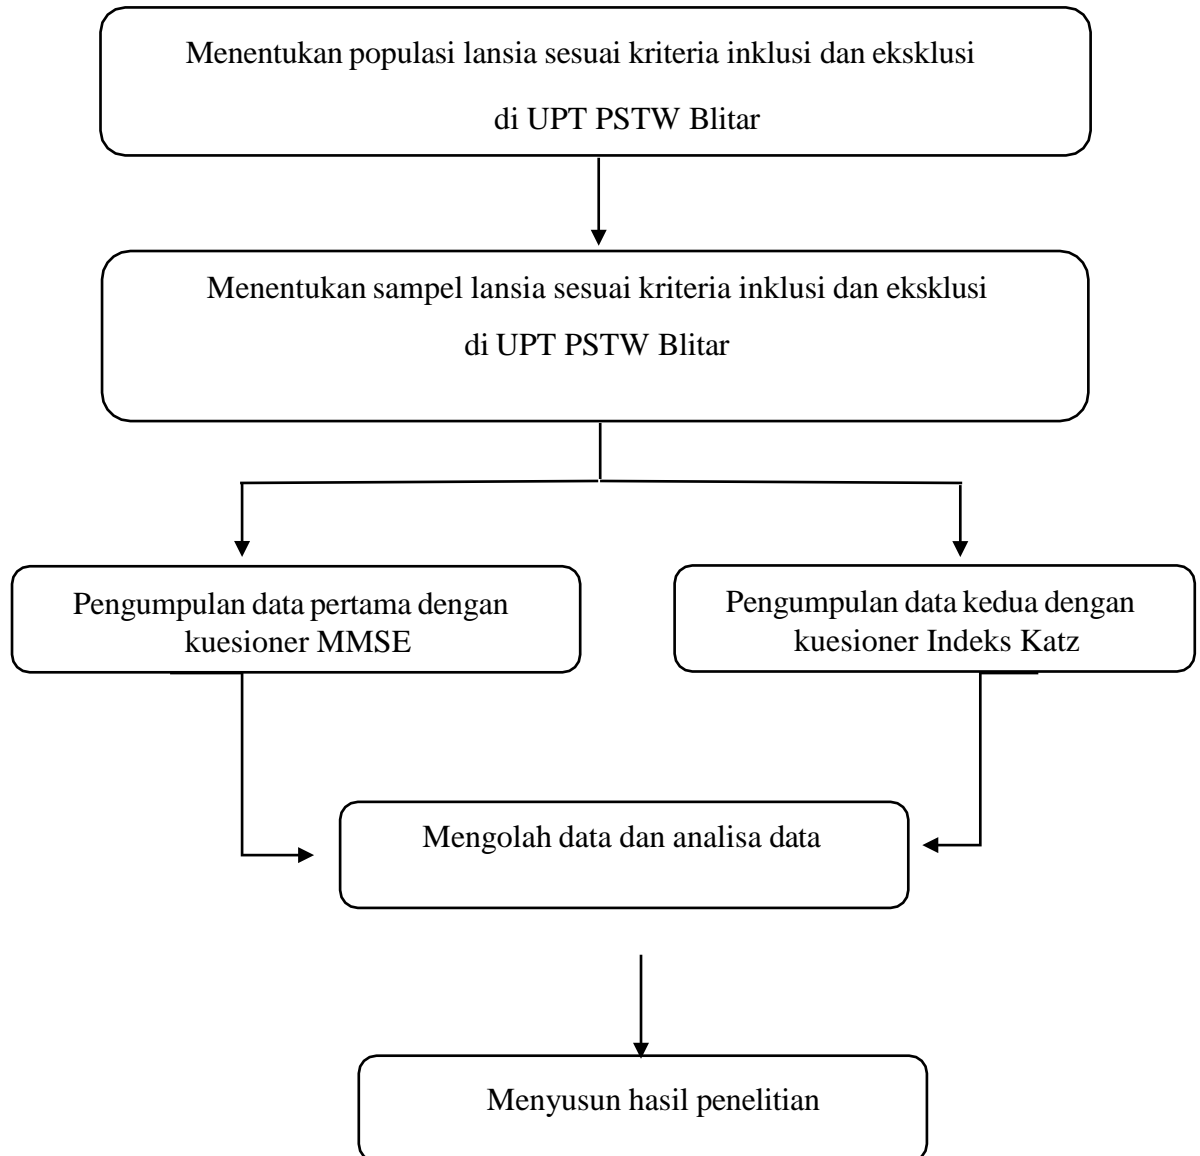 Menentukan populasi lansia sesuai kriteria inklusi dan eksklusi
di UPT PSTW Blitar
Menentukan sampel lansia sesuai kriteria inklusi dan eksklusi
di UPT PSTW Blitar
Pengumpulan data pertama dengan
kuesioner MMSE
Pengumpulan data kedua dengan
kuesioner Indeks Katz
Mengolah data dan analisa data
Menyusun hasil penelitian